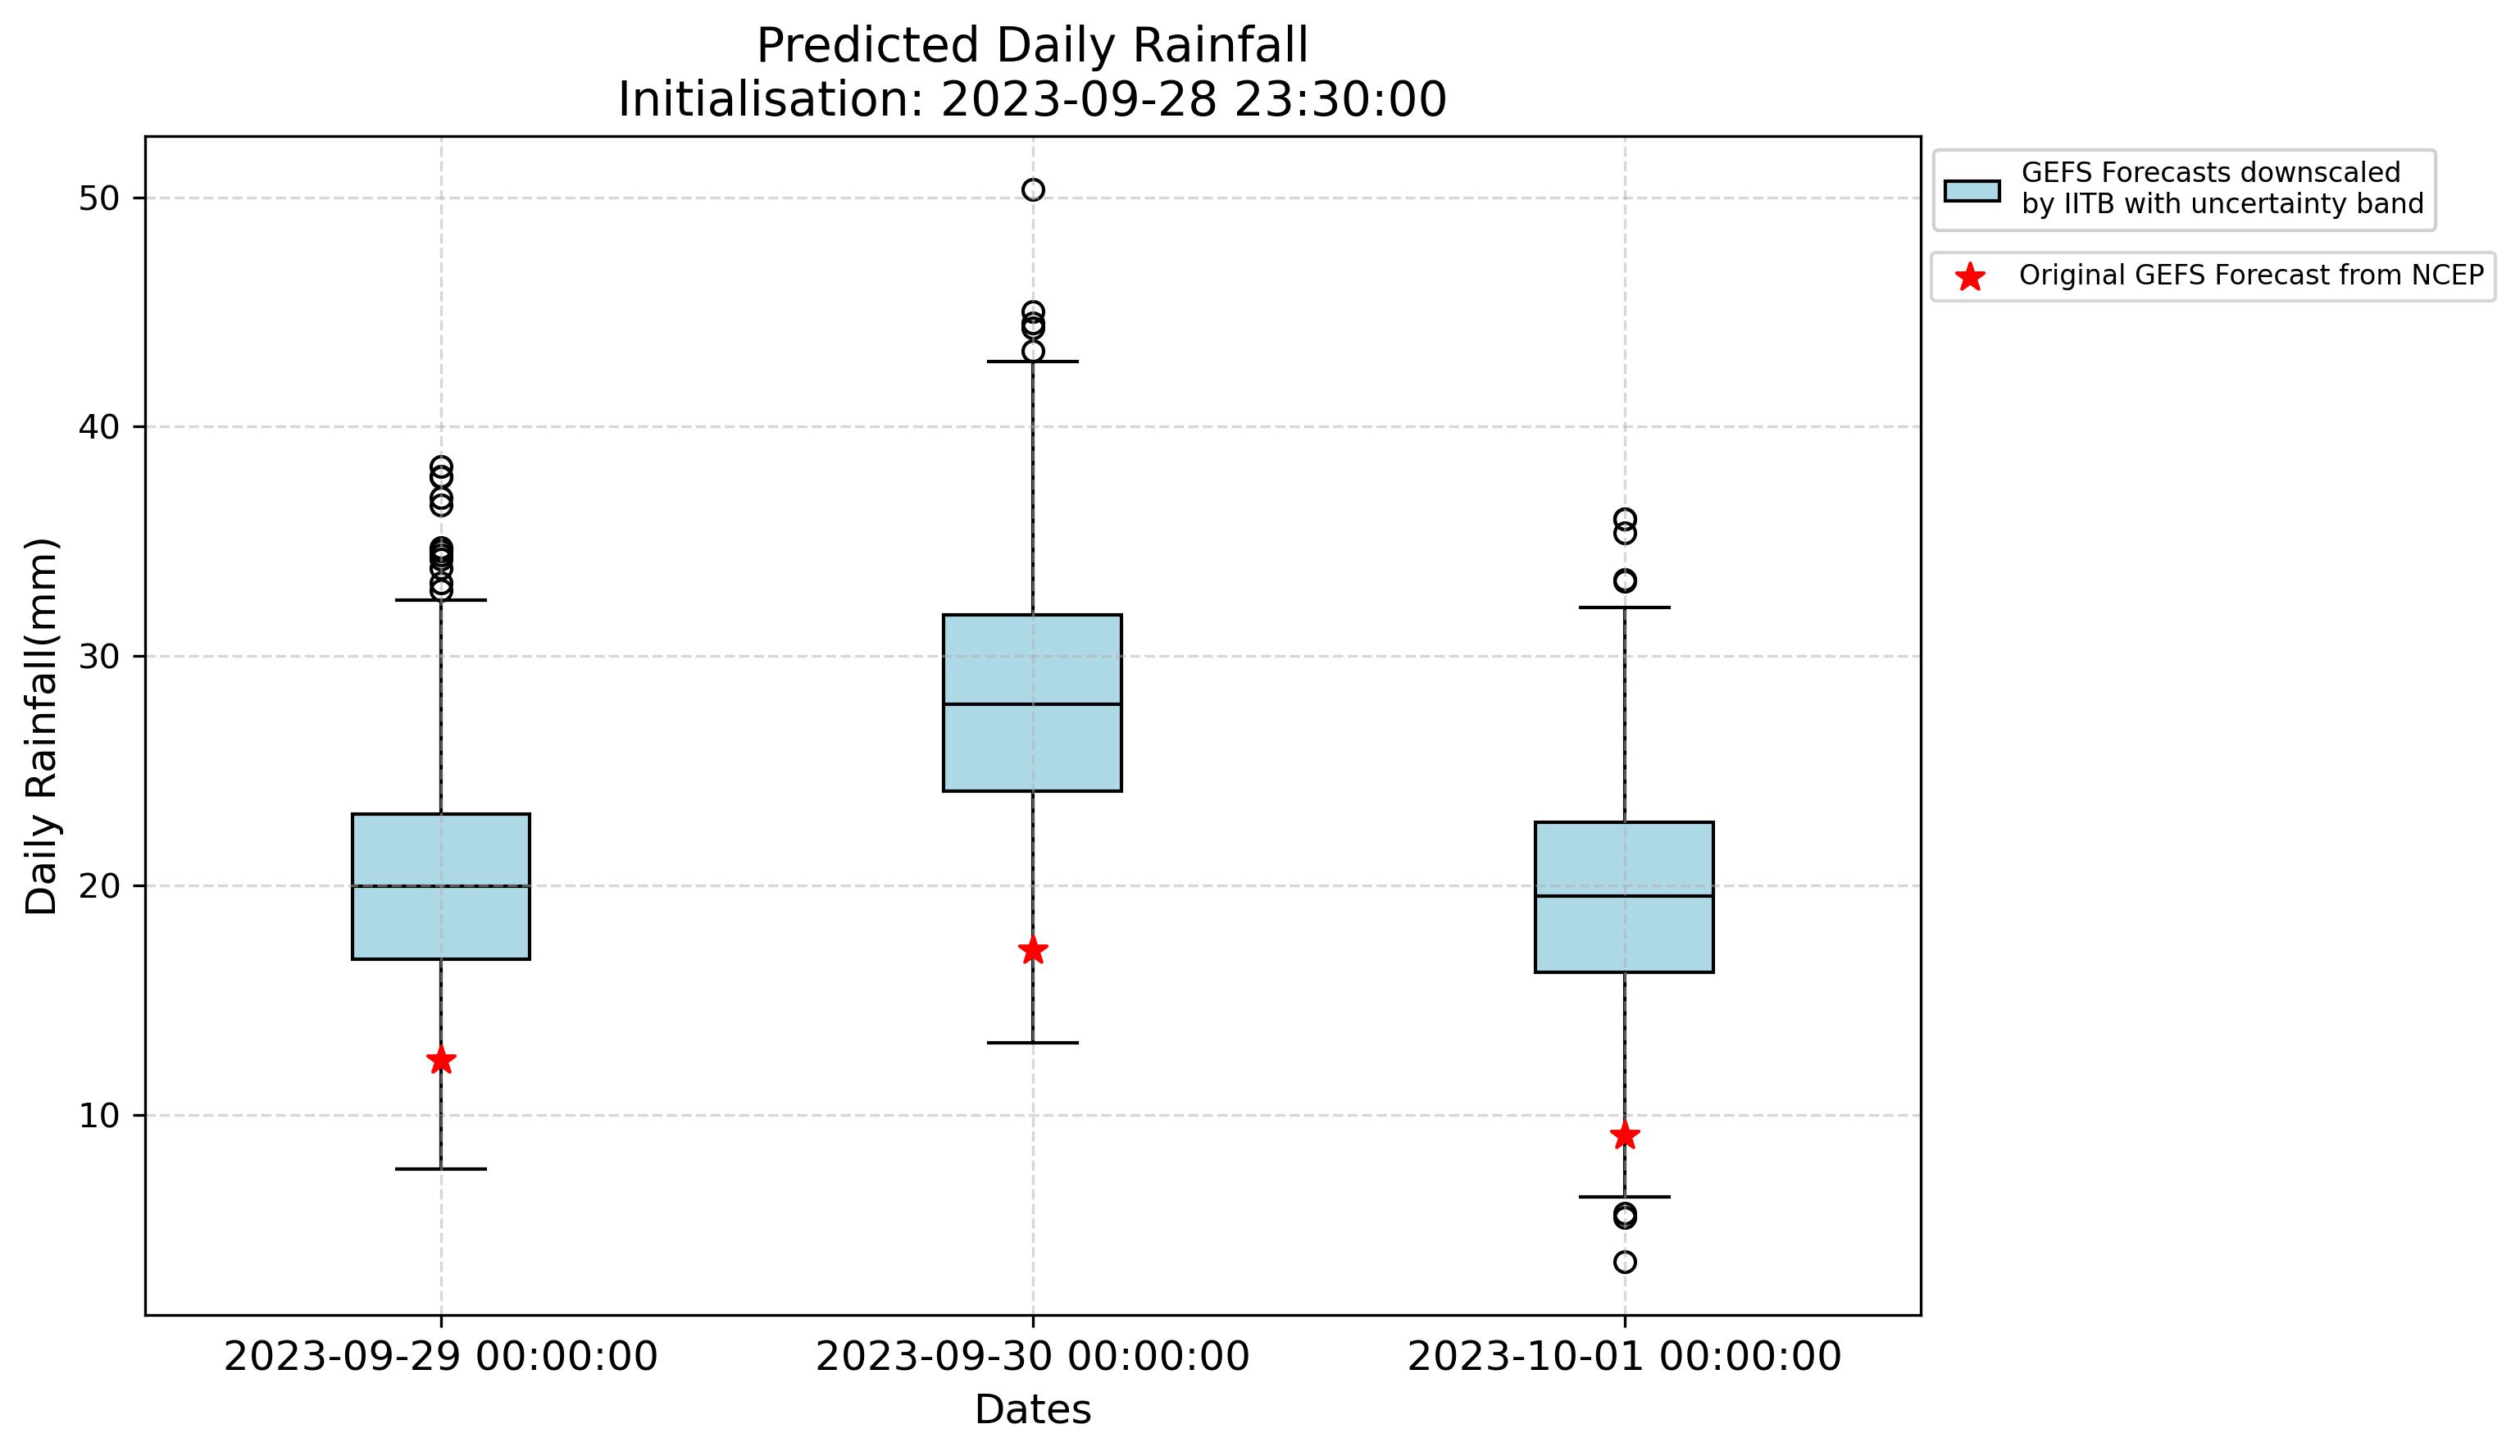 Predicted Daily Rainfall
Initialisation: 2023-09-28 23:30:00
GEFS Forecasts downscaled
by IITB with uncertainty band
Original GEFS Forecast from NCEP
Daily Rainfall(mm)
50
40
30
20
10
2023-09-29 00:00:00
2023-09-30 00:00:00
2023-10-01 00:00:00
Dates